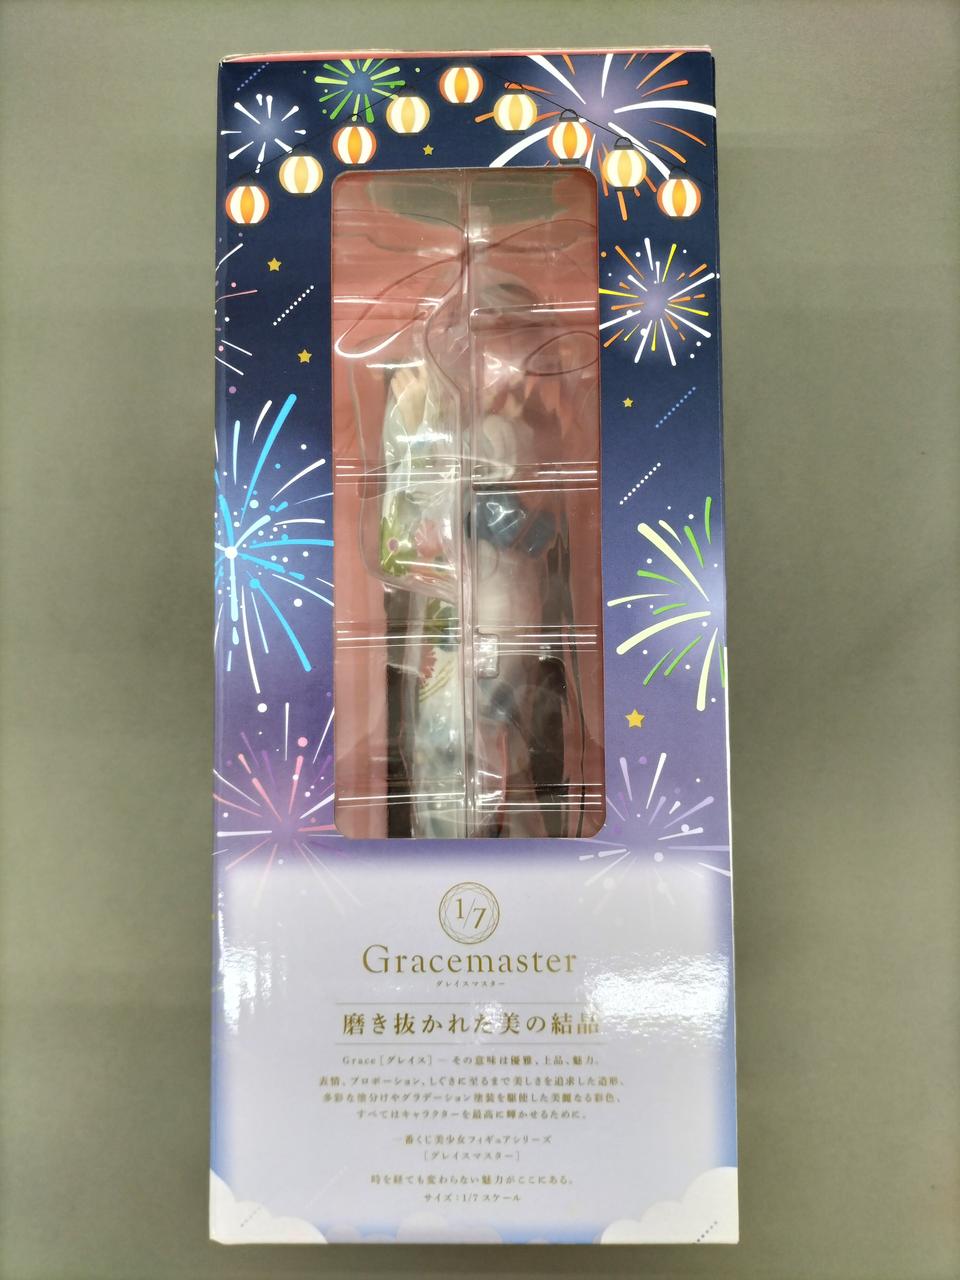 1/7
Gracemaster
グレイスマスター
磨き抜かれた美の結晶
Grace［グレイス］─ その意味は優雅、上品、魅力。
表情、プロポーション、しぐさに至るまで美しさを追求した造形、
多彩な塗分けやグラデーション塗装を駆使した美麗なる彩色、
すべてはキャラクターを最高に輝かせるために。
一番くじ美少女フィギュアシリーズ
［グレイスマスター］
時を経ても変わらない魅力がここにある。
サイズ：1/7 スケール